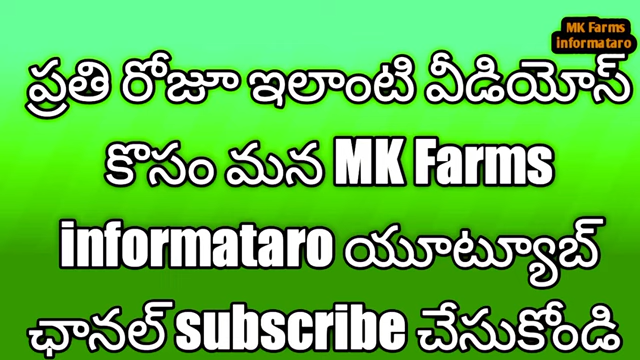 MK Farms
informataro
ప్రతి రోజూ ఇలాంటి వీడియోస్
కొసం మన MK Farms
informataro యూట్యూబ్
ఛానల్ subscribe చేసుకోండి